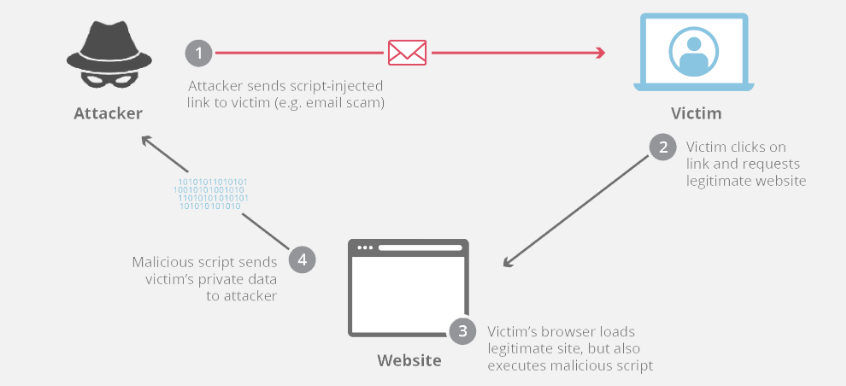 1
Attacker sends script-injected
link to victim (e.g. email scam)
Attacker
Victim
2
Victim clicks on
link and requests
legitimate website
10101011010101
10010101001010
11010101010101
101010101010
4
Malicious script sends
victim's private data
to attacker
3
Victim's browser loads
legitimate site, but also
executes malicious script
Website